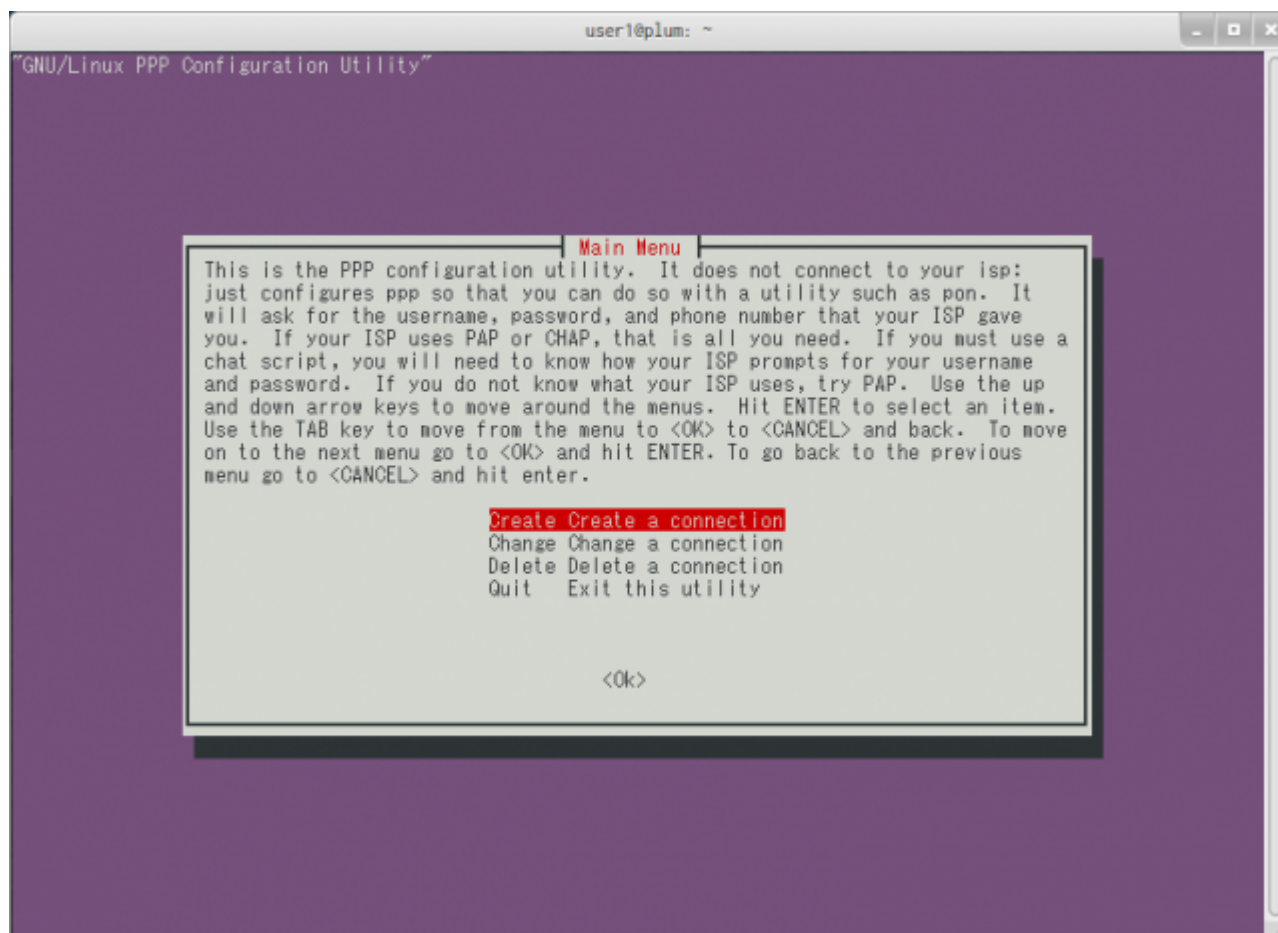 user1@plum: ~
"GNU/Linux PPP Configuration Utility"
Main Menu
This is the PPP configuration utility.  It does not connect to your isp:
just configures ppp so that you can do so with a utility such as pon.  It
will ask for the username, password, and phone number that your ISP gave
you.  If your ISP uses PAP or CHAP, that is all you need.  If you must use a
chat script, you will need to know how your ISP prompts for your username
and password.  If you do not know what your ISP uses, try PAP.  Use the up
and down arrow keys to move around the menus.  Hit ENTER to select an item.
Use the TAB key to move from the menu to <OK> to <CANCEL> and back.  To move
on to the next menu go to <OK> and hit ENTER. To go back to the previous
menu go to <CANCEL> and hit enter.
Create Create a connection
Change Change a connection
Delete Delete a connection
Quit   Exit this utility
<Ok>